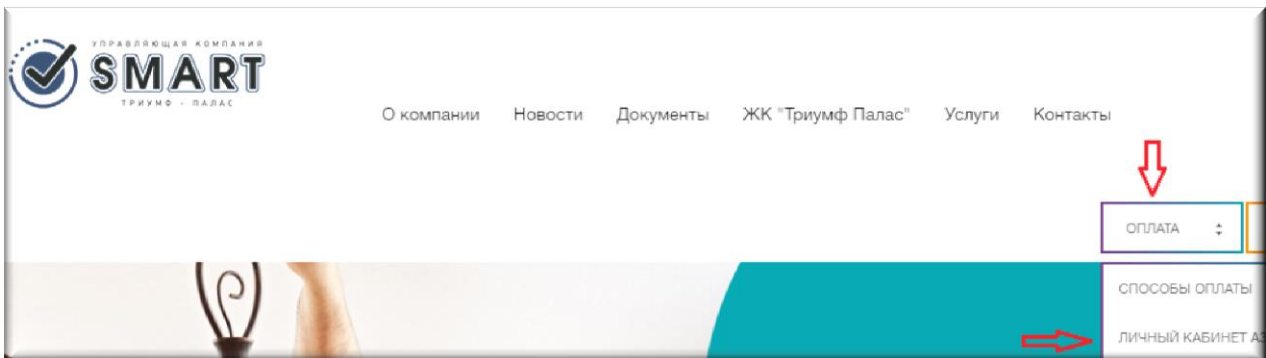 УПРАВЛЯЮЩАЯ КОМПАНИЯ
SMART
ТРИУМФ - ПАЛАС
О компании Новости Документы ЖК "Триумф Палас" Услуги Контакты
ОПЛАТА
СПОСОБЫ ОПЛАТЫ
ЛИЧНЫЙ КАБИНЕТ